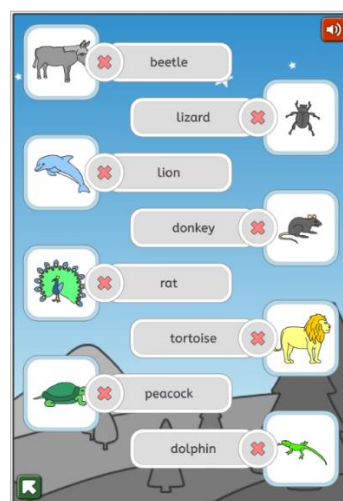 beetle
lizard
lion
donkey
rat
tortoise
peacock
dolphin